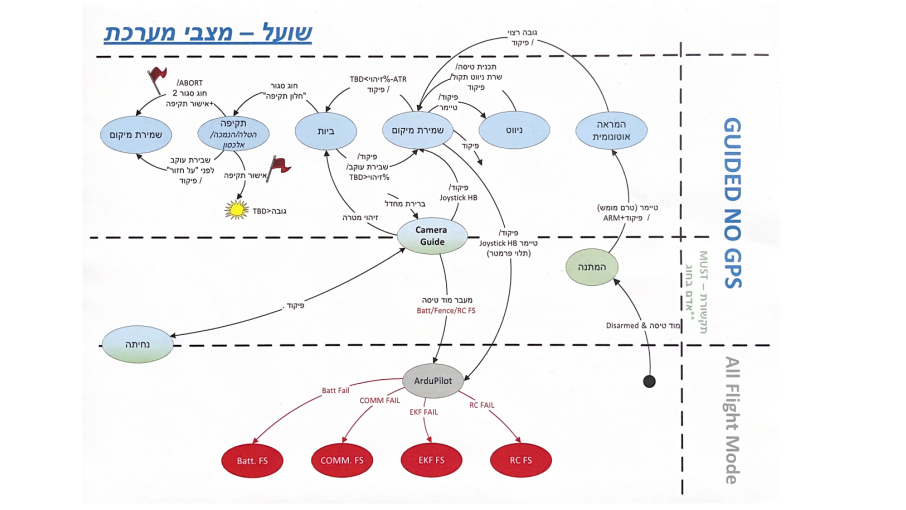 שועל – מצבי מערכת
גובה רצוי
/ פיקוד
תכנית טיסה/
שרת ניווט תקול/
פיקוד
ATR-זיהוי%>TBD
/ פיקוד
חוג סגור
"חלון תקיפה"
ABORT/
חוג סגור 2
+אישור תקיפה
פיקוד/
טיימר
שמירת מיקום
תקיפה
הטלה/הנמכה/
אלכסון
ביות
שמירת מיקום
ניווט
המראה
אוטונומית
פיקוד
שבירת עוקב
לפני "על חזור"
/ פיקוד
אישור תקיפה
פיקוד/
שבירת עוקב/
%זיהוי<TBD
פיקוד/
Joystick HB
ברירת מחדל
גובה>TBD
זיהוי מטרה
טיימר (טרם מומש)
/ פיקוד+ARM
Camera
Guide
פיקוד/
טיימר Joystick HB
(תלוי פרמטר)
המתנה
GUIDED NO GPS
MUST – תקשורת
**אדם בחוג
מעבר מוד טיסה
Batt/Fence/RC FS
פיקוד
מוד טיסה & Disarmed
נחיתה
ArduPilot
All Flight Mode
Batt Fail
COMM FAIL
EKF FAIL
RC FAIL
Batt. FS
COMM. FS
EKF FS
RC FS